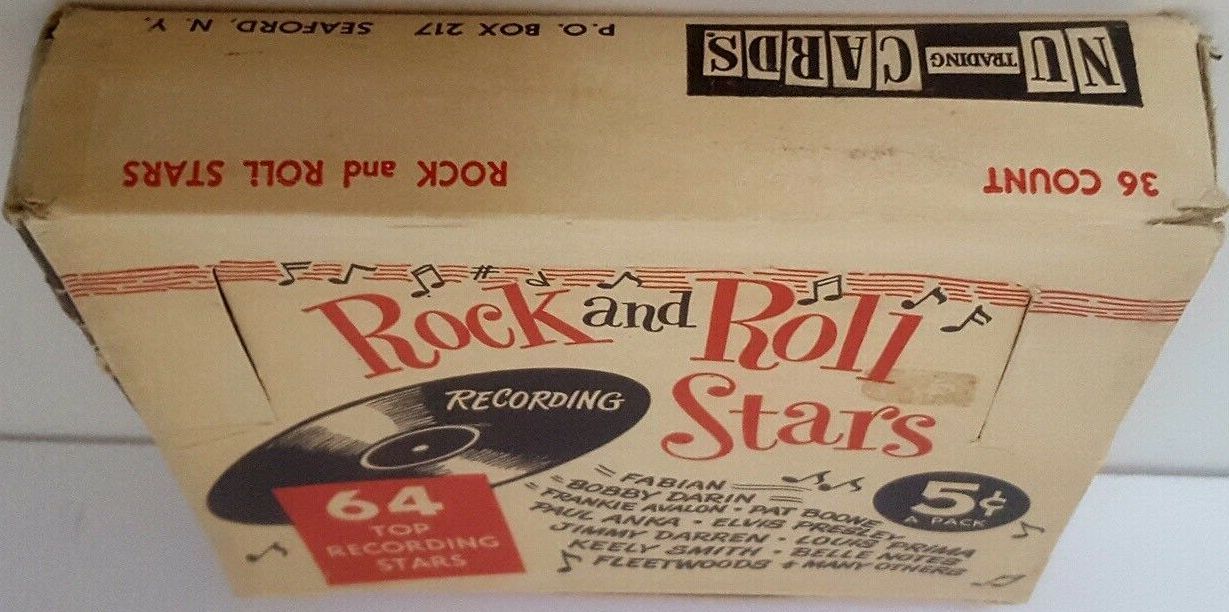 NU TRADING CARDS.
P.O. BOX 217 SEAFORD, N.Y.
36 COUNT ROCK and ROLL STARS
Rock and Roll
Stars
RECORDING
64
TOP
RECORDING
STARS
FABIAN
BOBBY DARIN
FRANKIE AVALON • PAT BOONE
PAUL ANKA • ELVIS PRESLEY
JIMMY DARREN • LOUIS PRIMA
KEELY SMITH • BELLE NOTES
FLEETWOODS & MANY OTHERS
5¢
A PACK